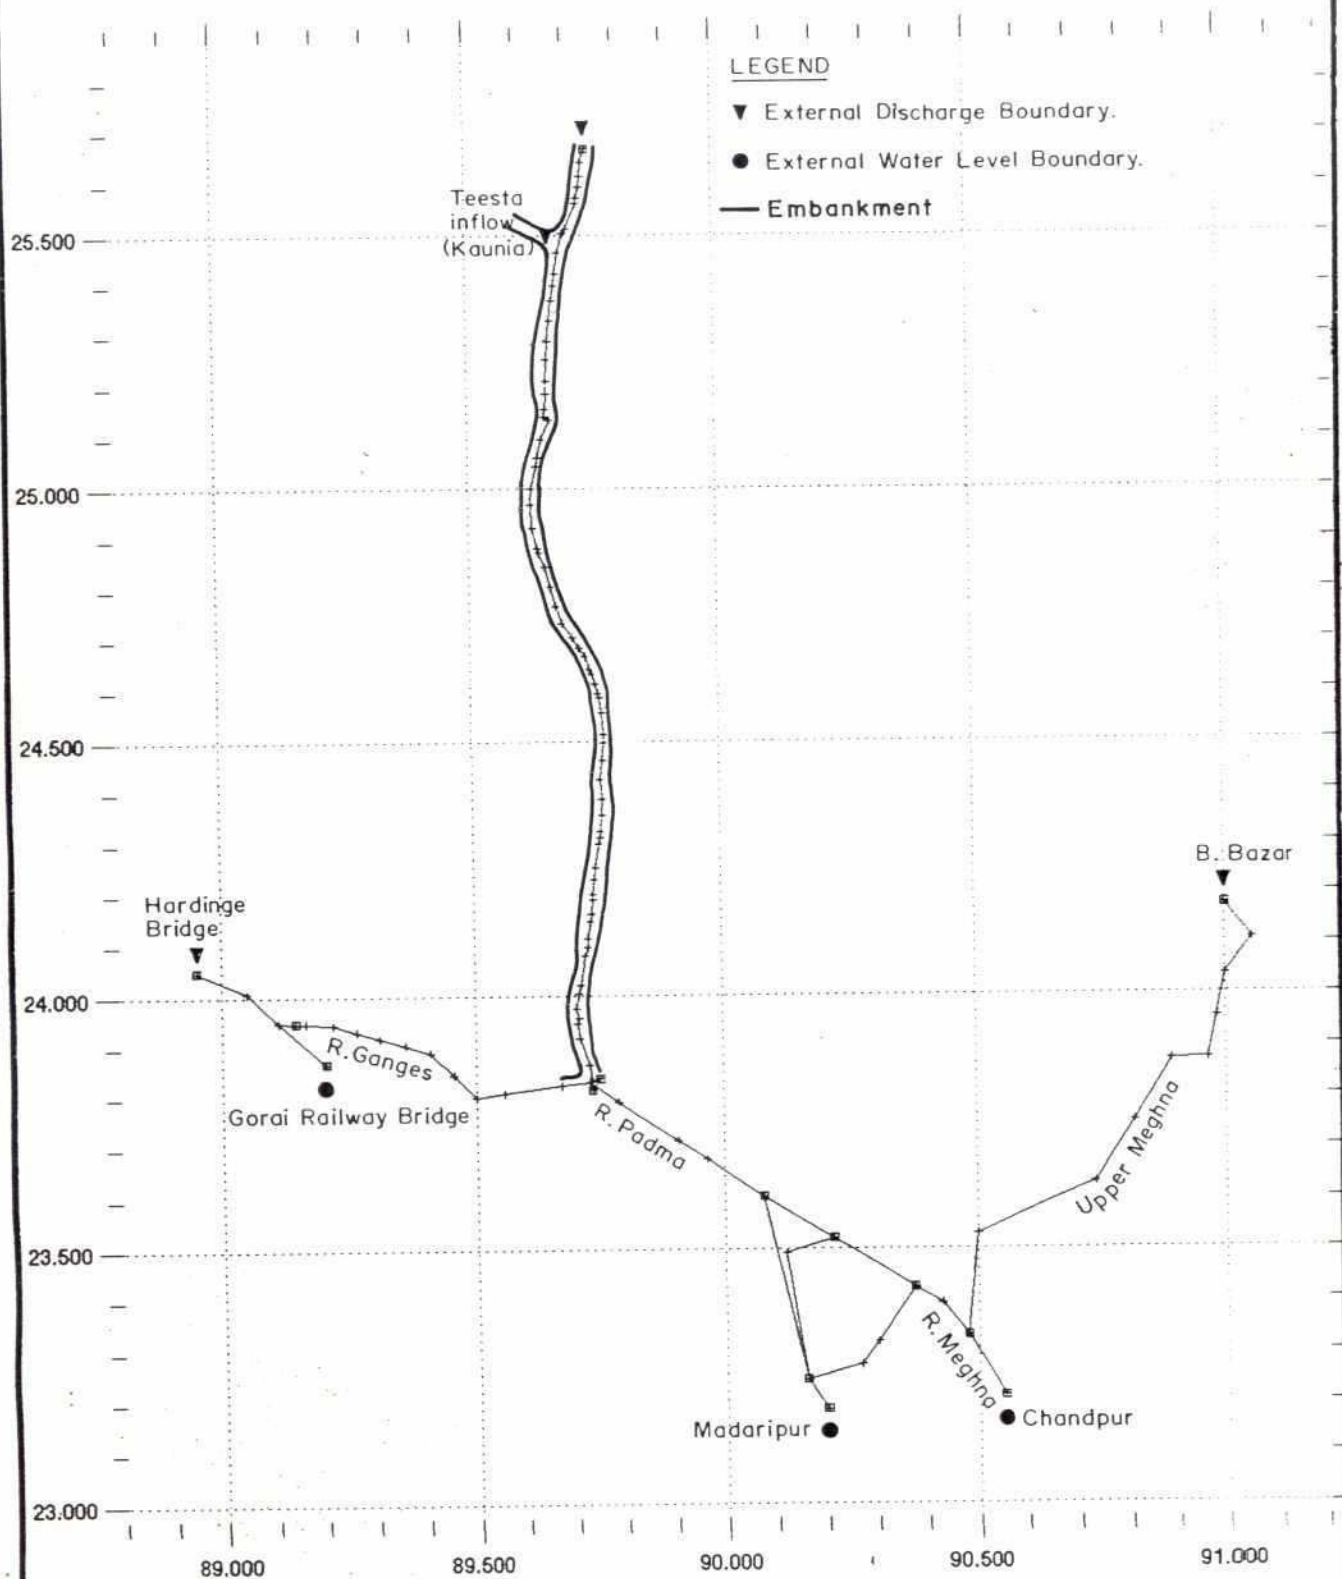 LEGEND
External Discharge Boundary.
External Water Level Boundary.
Embankment
Teesta
inflow
(Kaunia)
25.500
25.000
24.500
B. Bazar
Hardinge
Bridge
24.000
R.Ganges
Gorai Railway Bridge
R. Padma
Upper Meghna
23.500
R. Meghna
Madaripur
Chandpur
23.000
89.000
89.500
90.000
90.500
91.000